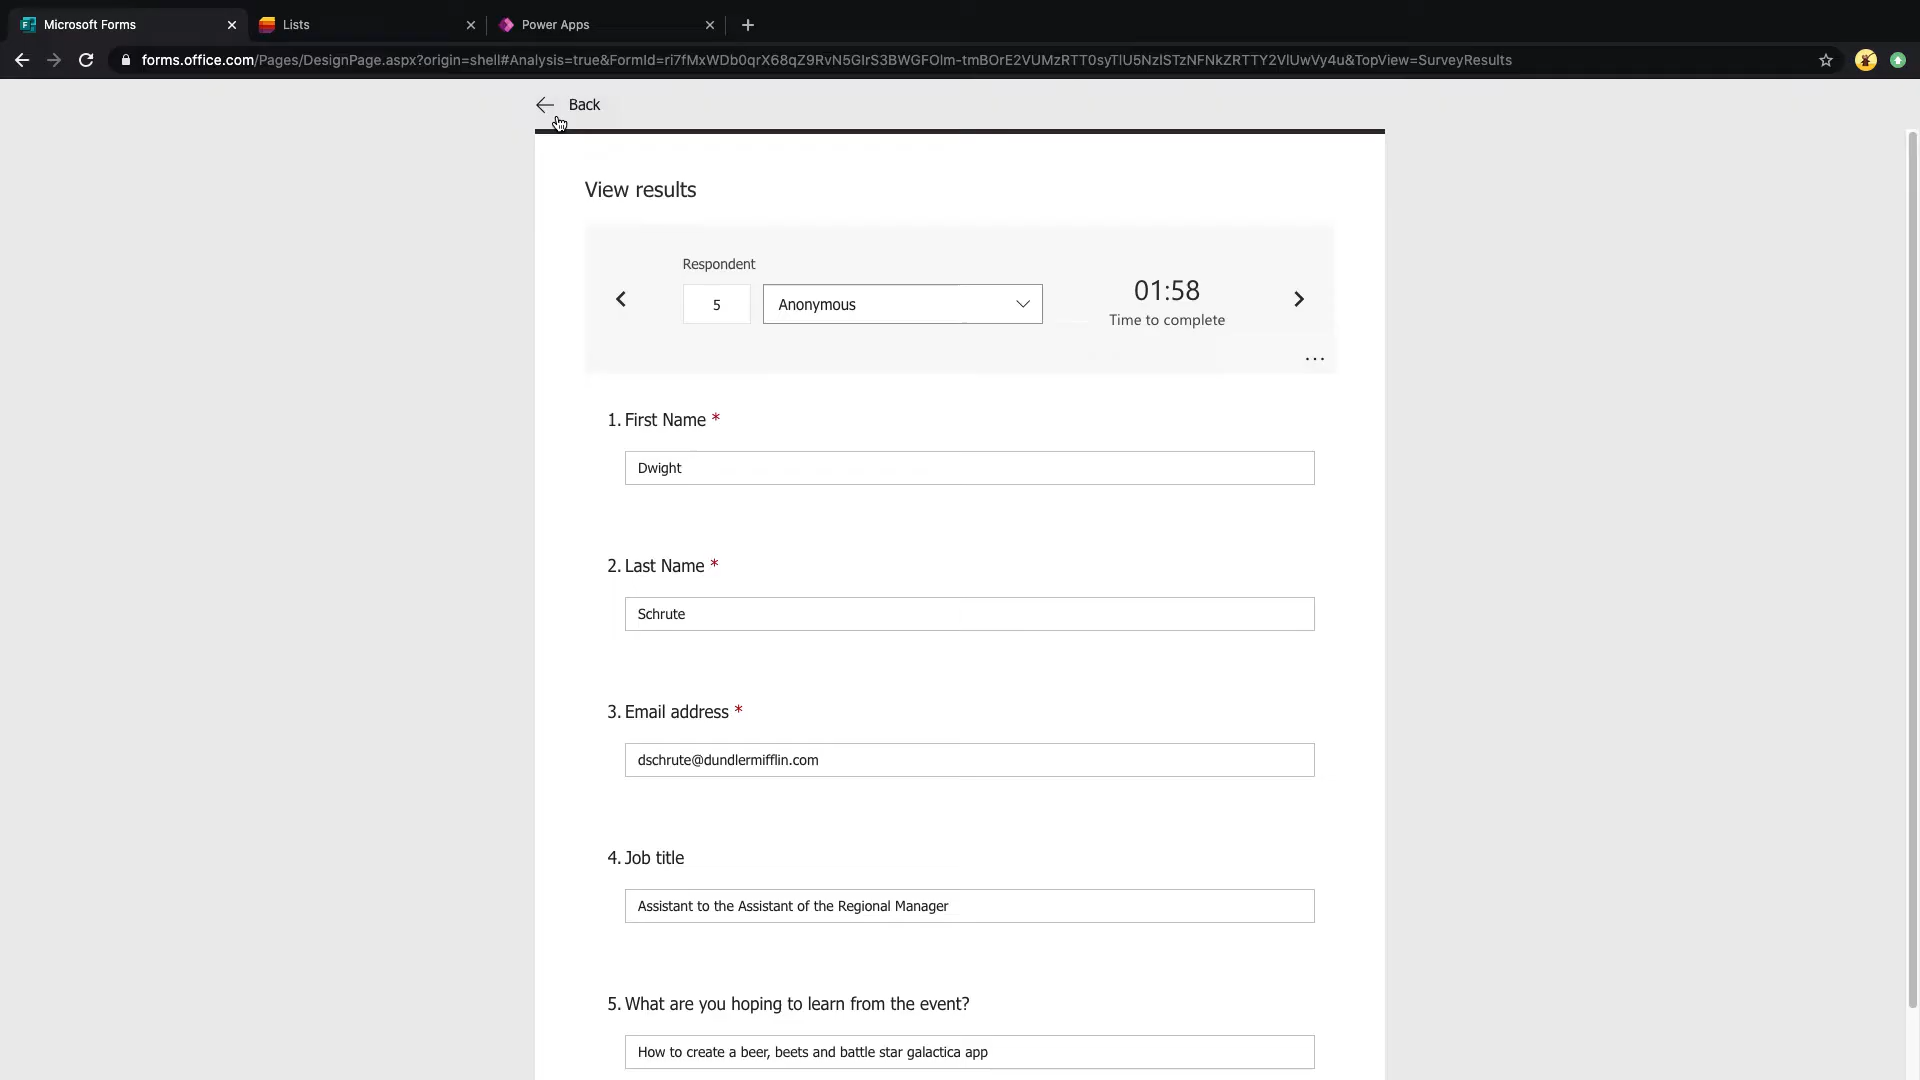 Microsoft Forms
Lists
Power Apps
forms.office.com/Pages/DesignPage.aspx?origin=shell#Analysis=true&FormId=ri7fMxWDb0qrX68qZ9RvN5GIrS3BWGFOlm-tmBOrE2VUMzRTT0syTlU5NzlSTzNFNkZRTTY2VlUwVy4u&TopView=SurveyResults
Back
View results
Respondent
5
Anonymous
01:58
Time to complete
1. First Name *
Dwight
2. Last Name *
Schrute
3. Email address *
dschrute@dundlermifflin.com
4. Job title
Assistant to the Assistant of the Regional Manager
5. What are you hoping to learn from the event?
How to create a beer, beets and battle star galactica app